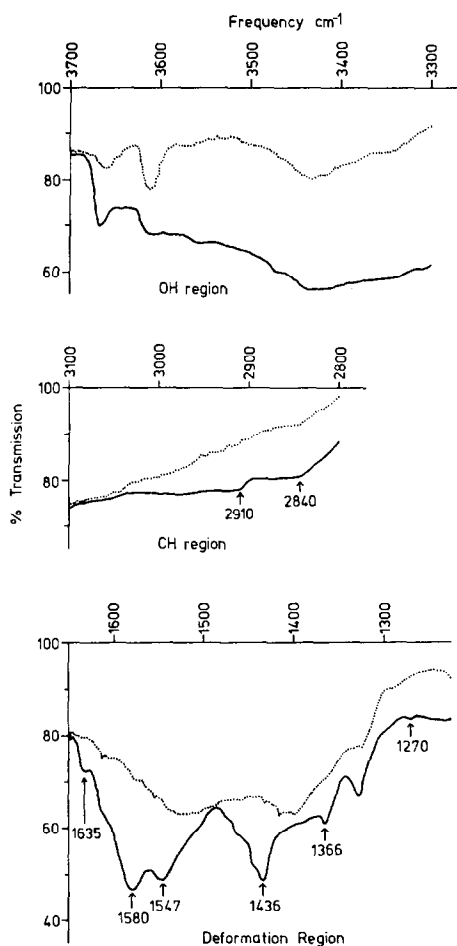 Frequency cm⁻¹
3700 3600 3500 3400 3300
100
80
60
OH region
3100 3000 2900 2800
100
80
2910 2840
CH region
% Transmission
1600 1500 1400 1300
100
80
60
40
1635 1580 1547 1436 1366 1270
Deformation Region